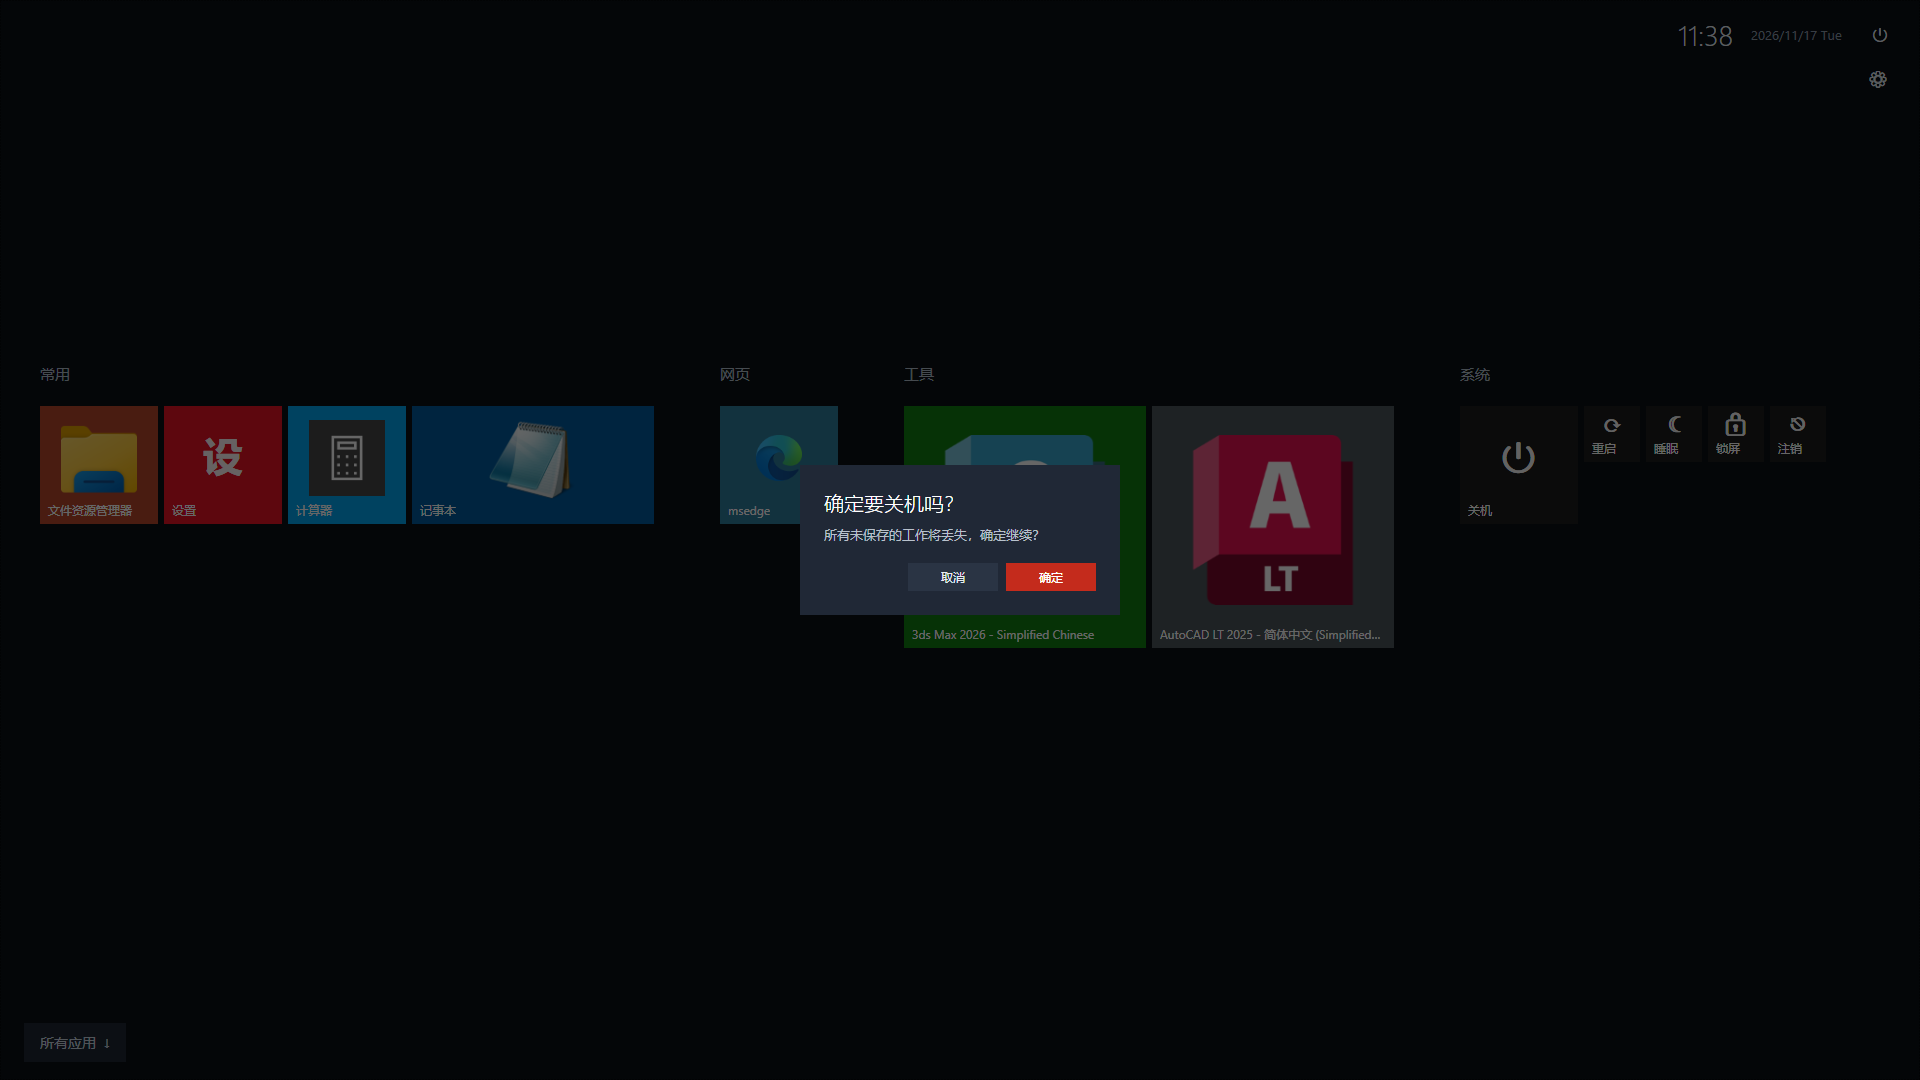 11:38
2026/11/17 Tue
常用
网页
工具
系统
设
文件资源管理器
设置
计算器
记事本
msedge
A
LT
3ds Max 2026 - Simplified Chinese
AutoCAD LT 2025 - 简体中文 (Simplified...
关机
重启
睡眠
锁屏
注销
确定要关机吗?
所有未保存的工作将丢失，确定继续?
取消
确定
所有应用 ↓